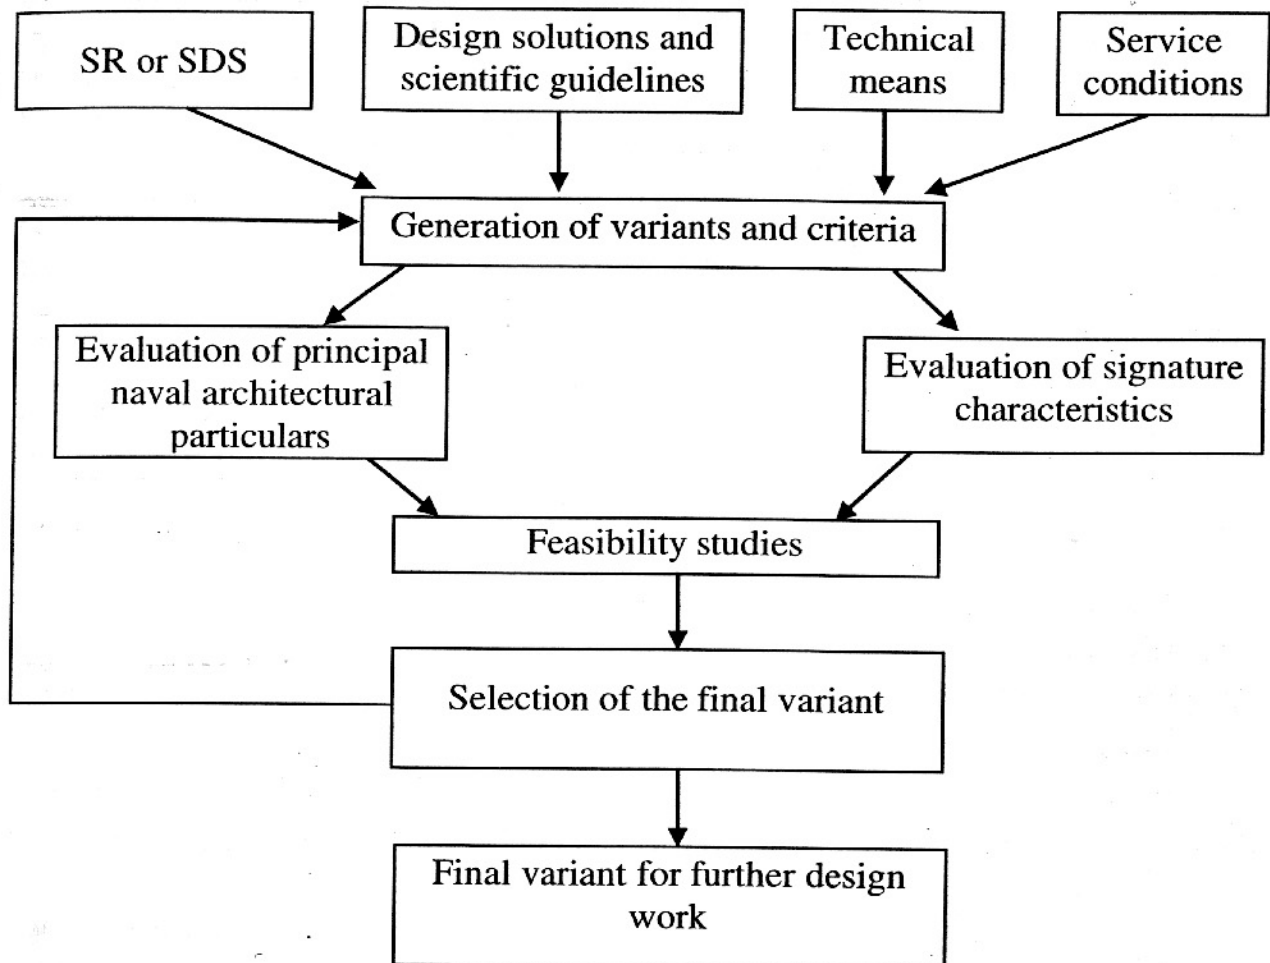 SR or SDS
Design solutions and
scientific guidelines
Technical
means
Service
conditions
Generation of variants and criteria
Evaluation of principal
naval architectural
particulars
Evaluation of signature
characteristics
Feasibility studies
Selection of the final variant
Final variant for further design
work